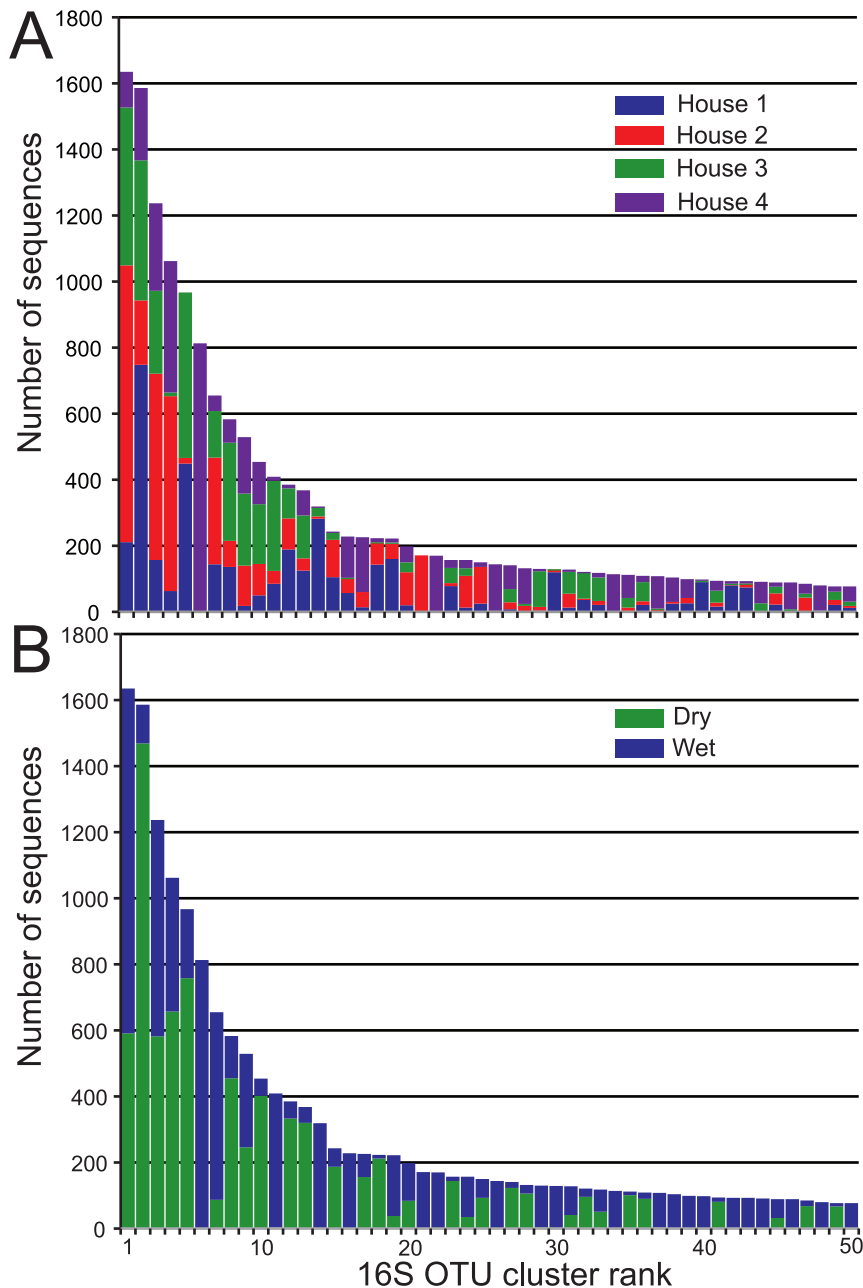 A
Number of sequences
1800
1600
1400
1200
1000
800
600
400
200
0
House 1
House 2
House 3
House 4
B
Number of sequences
1800
1600
1400
1200
1000
800
600
400
200
0
Dry
Wet
1 10 20 30 40 50
16S OTU cluster rank